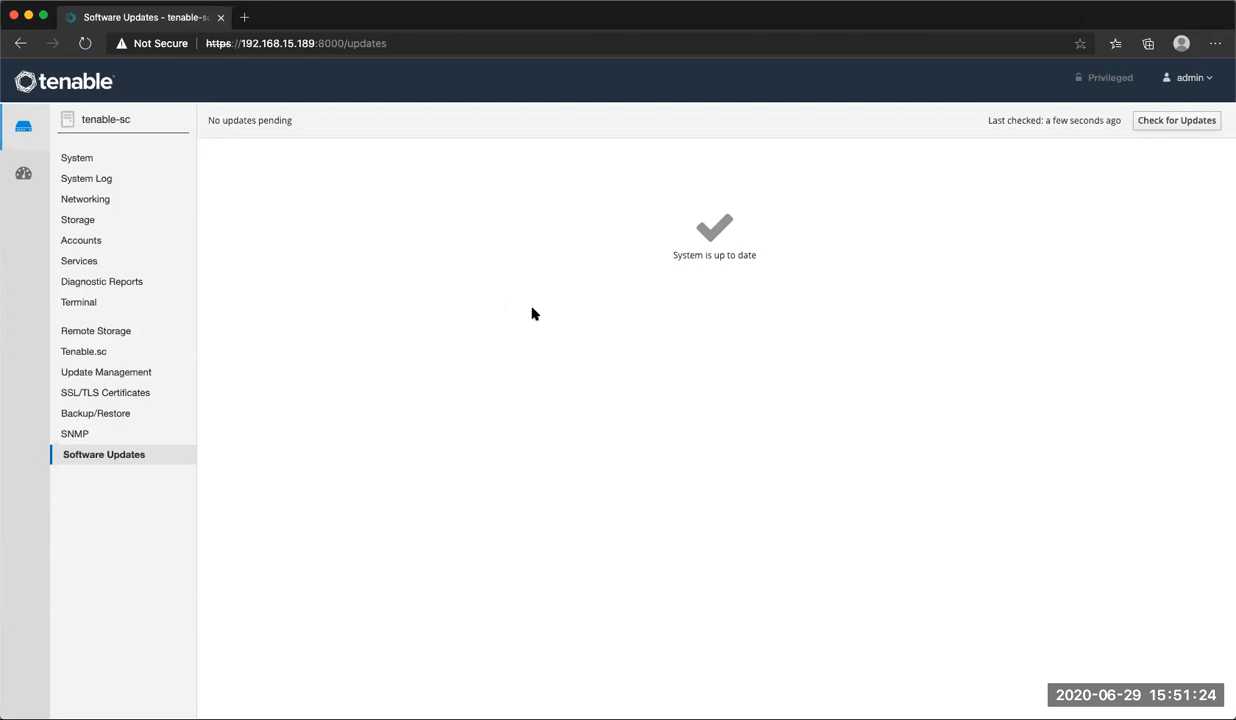 Software Updates - tenable-sc
Not Secure
https://192.168.15.189:8000/updates
tenable
Privileged
admin
tenable-sc
No updates pending
Last checked: a few seconds ago
Check for Updates
System
System Log
Networking
Storage
Accounts
Services
Diagnostic Reports
Terminal
Remote Storage
Tenable.sc
Update Management
SSL/TLS Certificates
Backup/Restore
SNMP
Software Updates
System is up to date
2020-06-29 15:51:24